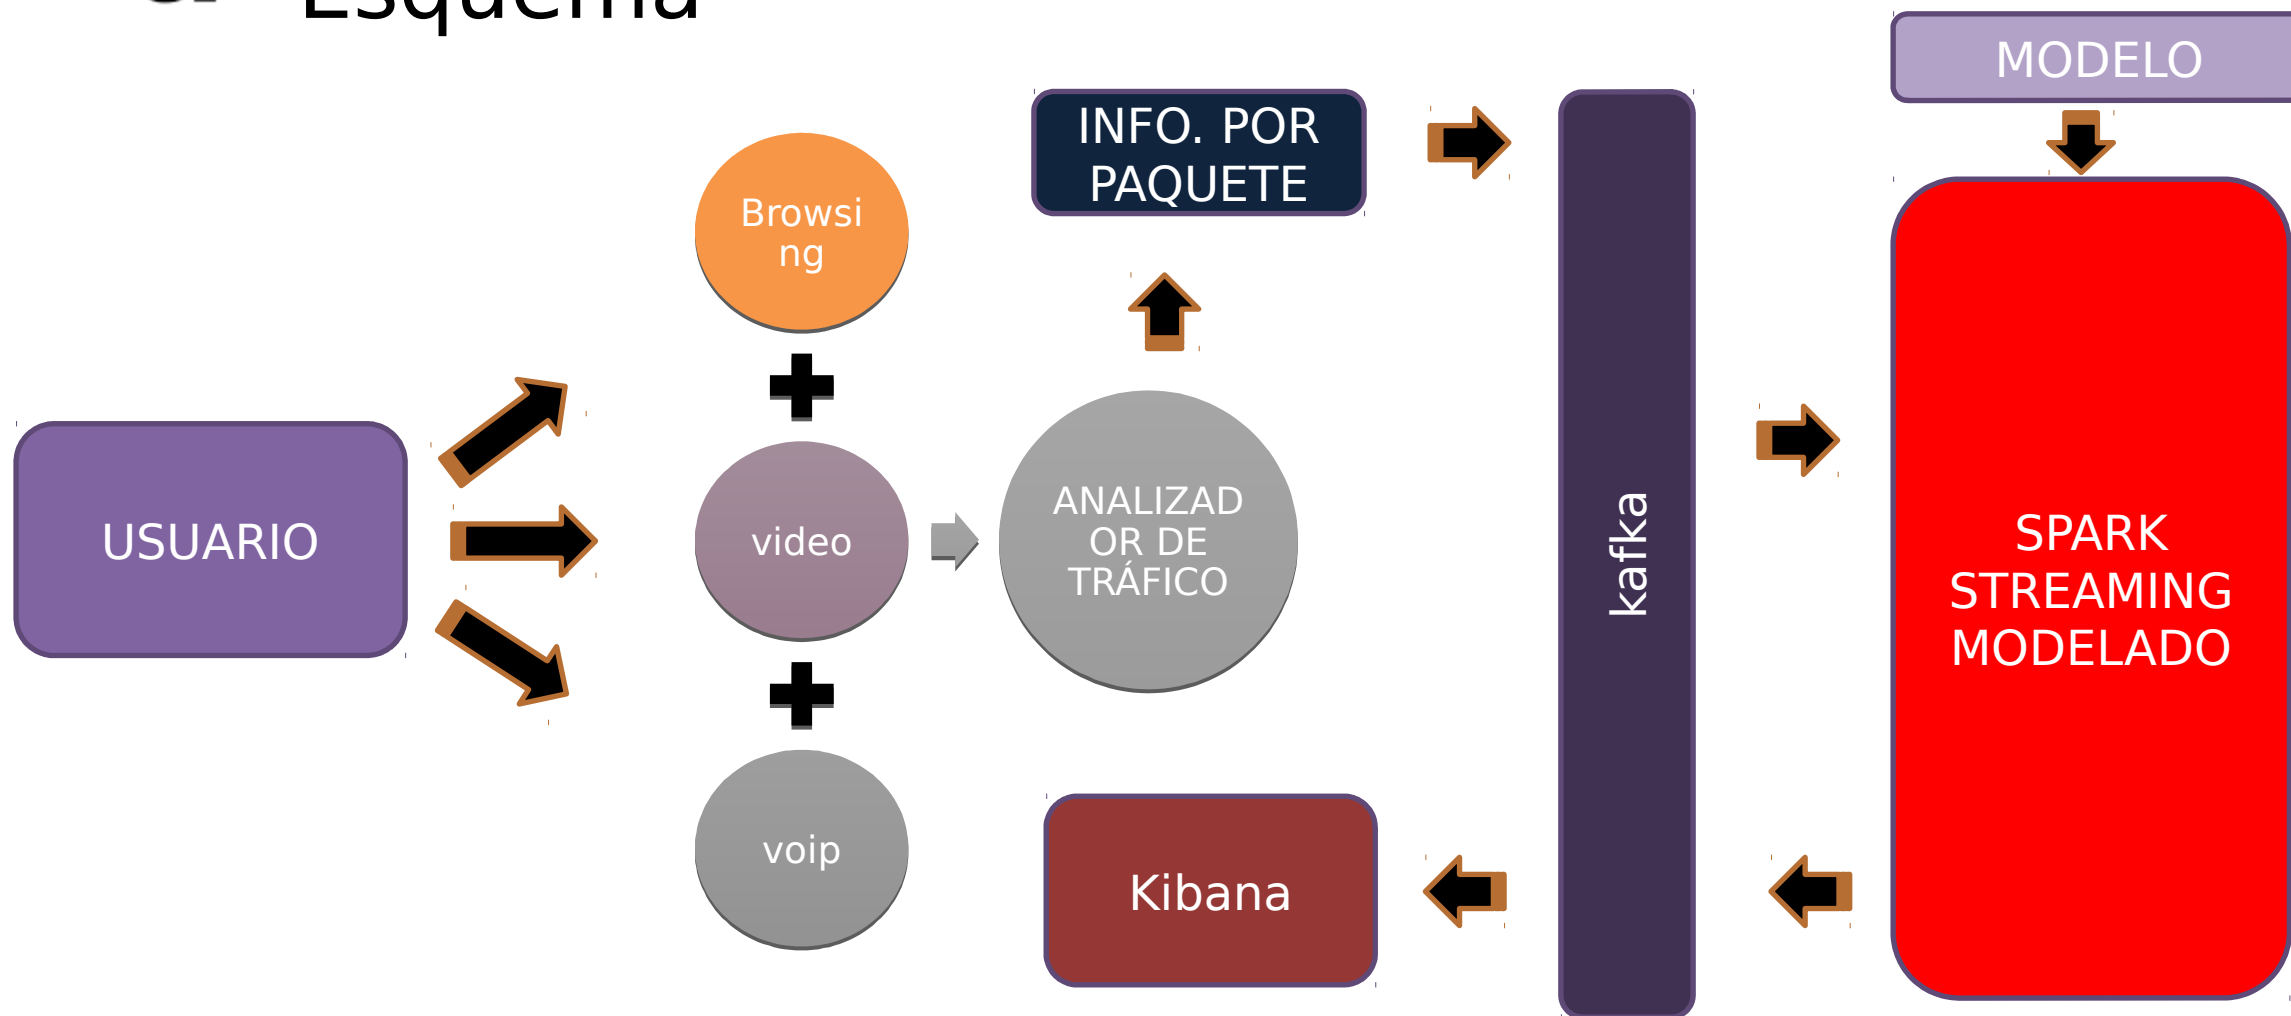 Esquema
MODELO
INFO. POR
PAQUETE
Browsi
ng
USUARIO
video
ANALIZAD
OR DE
TRÁFICO
kafka
SPARK
STREAMING
MODELADO
voip
Kibana